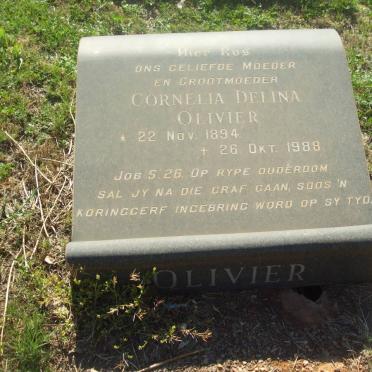 Hier Rus
ons geliefde Moeder
en Grootmoeder
Cornelia Delina
Olivier
* 22 Nov. 1894
+ 26 Okt. 1988
Job 5.26. Op rype ouderdom
sal jy na die graf gaan, soos 'n
koringgerf ingebring word op sy tyd.
OLIVIER